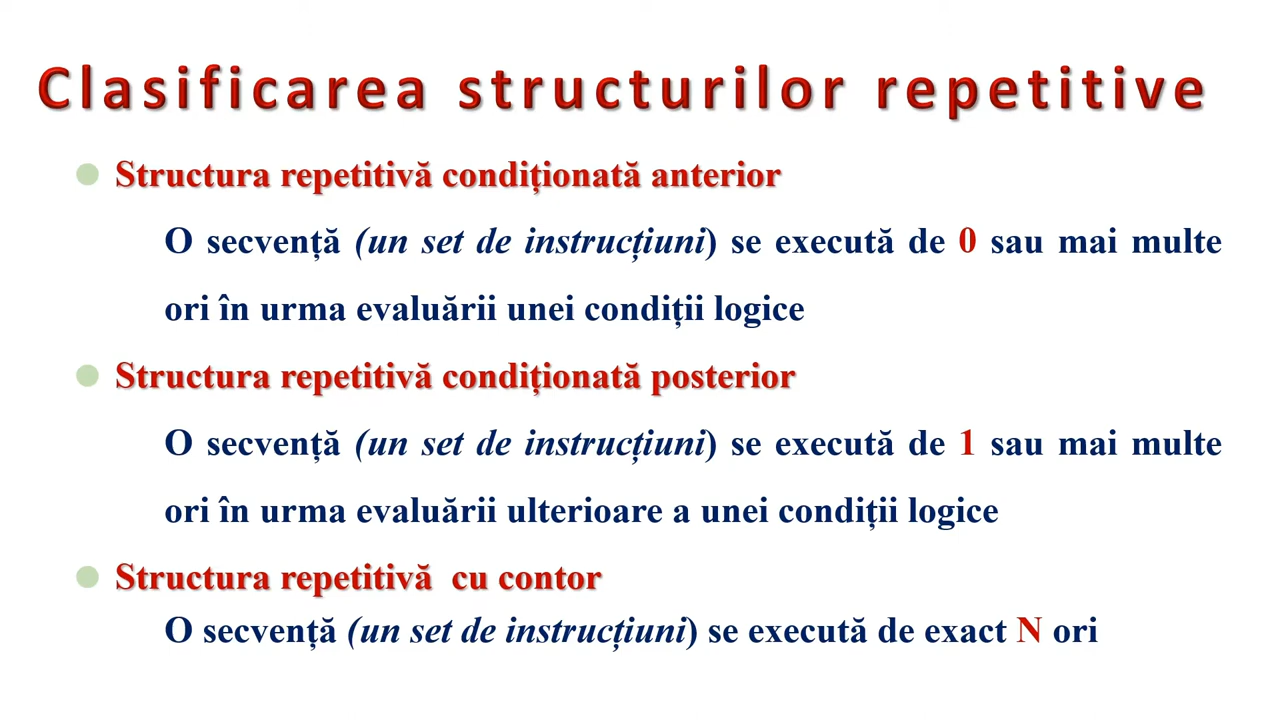 Clasificarea structurilor repetitive
Structura repetitivă condiționată anterior
O secvență (un set de instrucțiuni) se execută de 0 sau mai multe
ori în urma evaluării unei condiții logice
Structura repetitivă condiționată posterior
O secvență (un set de instrucțiuni) se execută de 1 sau mai multe
ori în urma evaluării ulterioare a unei condiții logice
Structura repetitivă cu contor
O secvență (un set de instrucțiuni) se execută de exact N ori